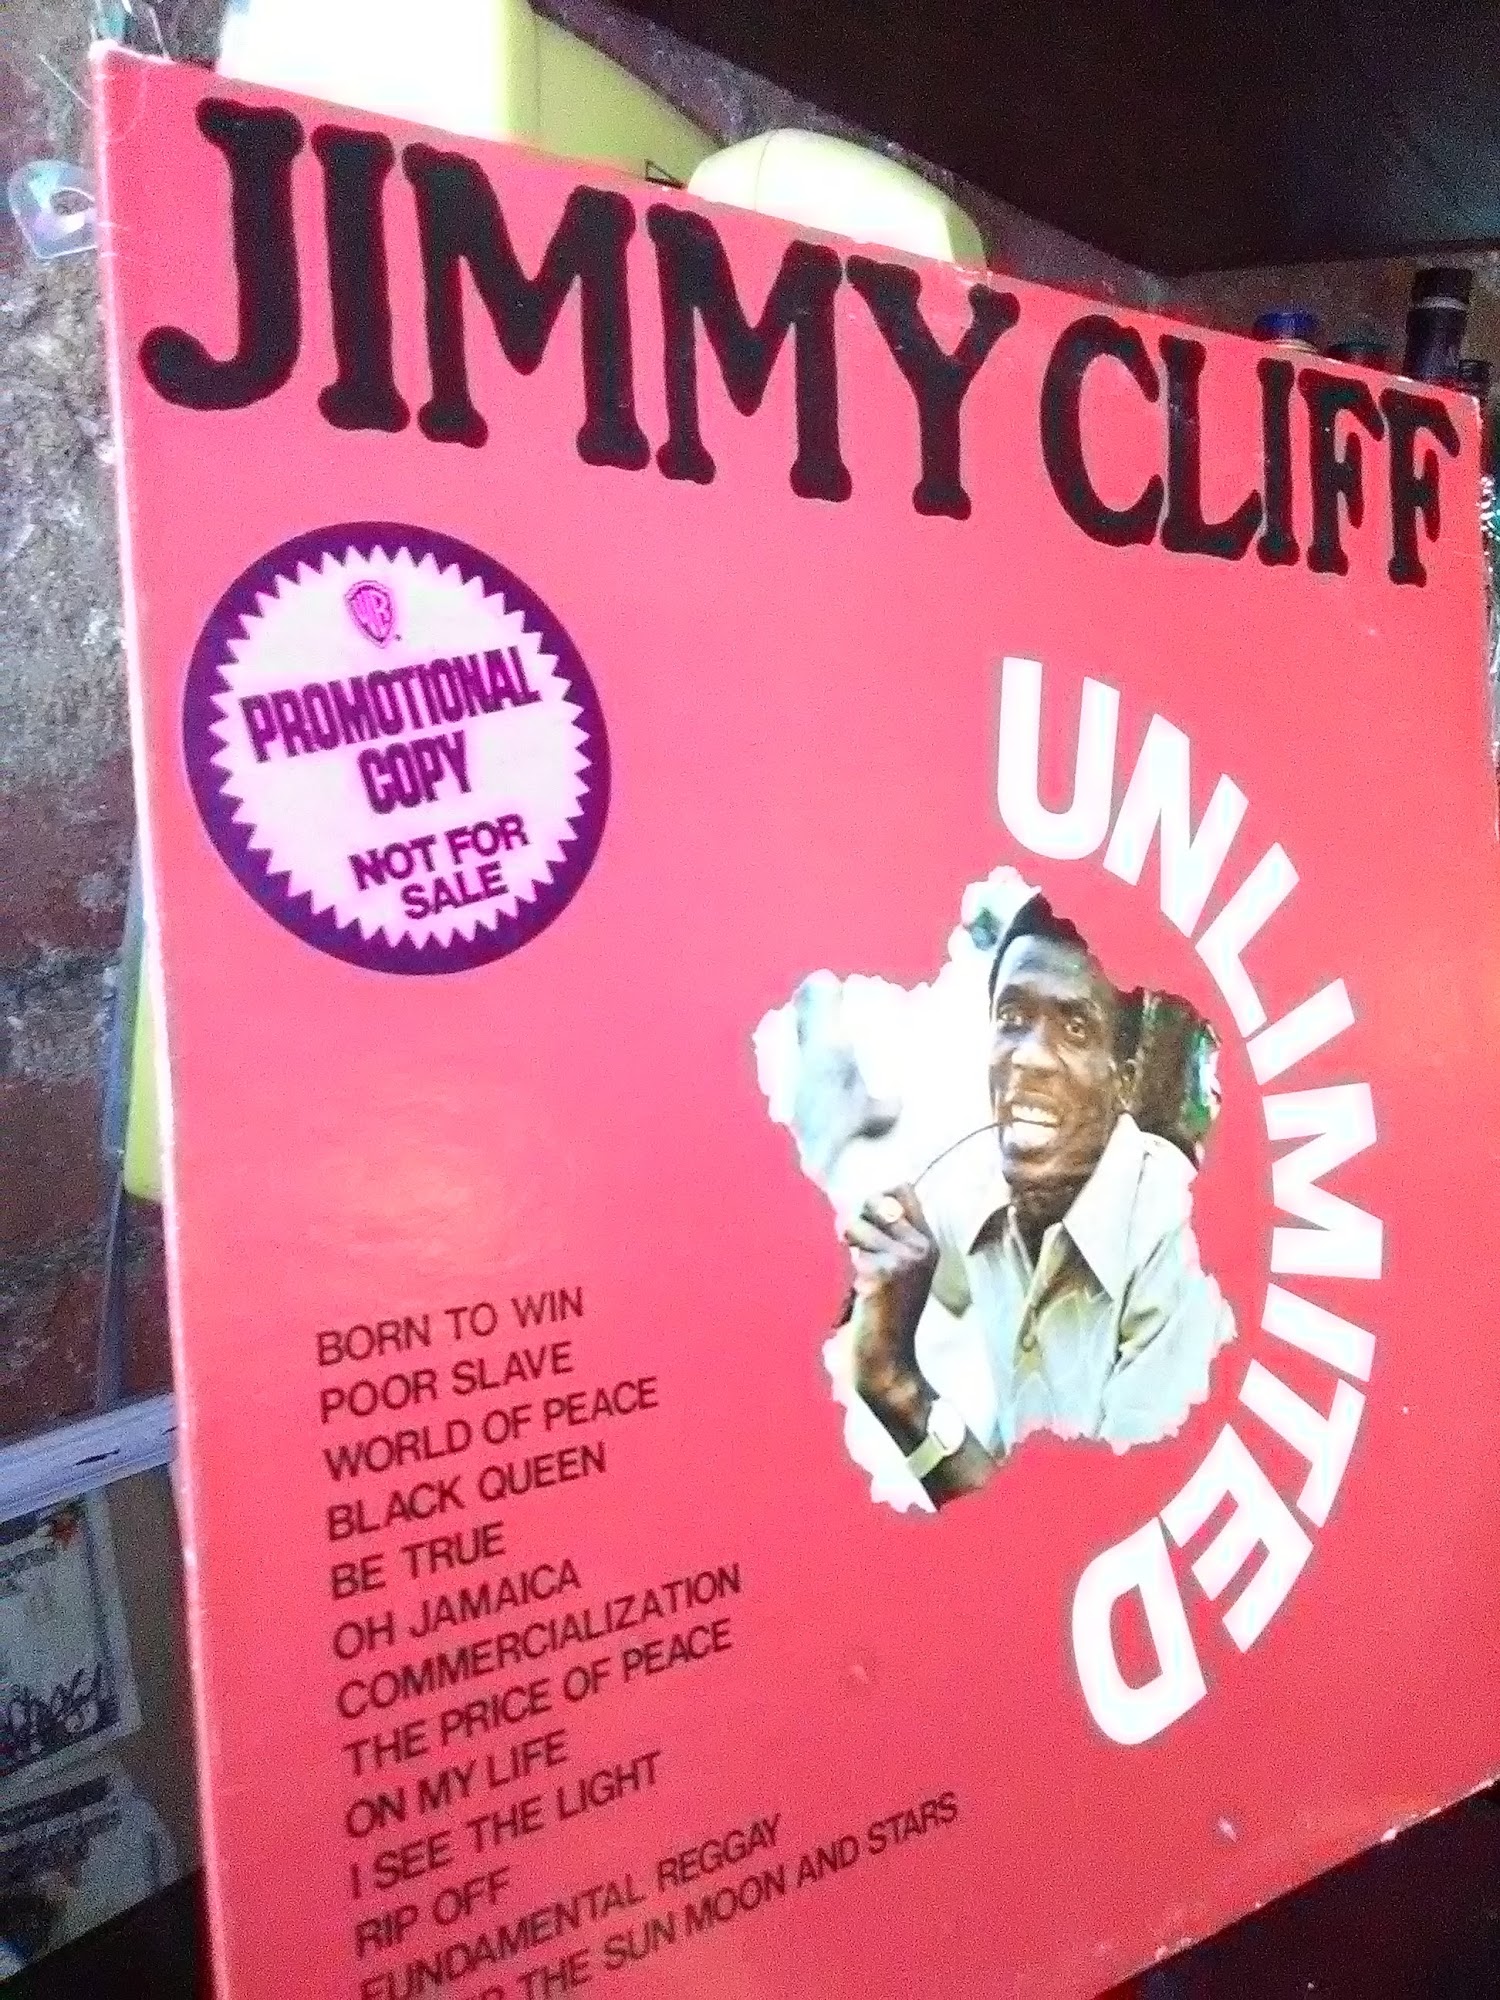 JIMMY CLIFF
WB
PROMOTIONAL
COPY
NOT FOR
SALE
UNLIMITED
BORN TO WIN
POOR SLAVE
WORLD OF PEACE
BLACK QUEEN
BE TRUE
OH JAMAICA
COMMERCIALIZATION
THE PRICE OF PEACE
ON MY LIFE
I SEE THE LIGHT
RIP OFF
FUNDAMENTAL REGGAY
THE SUN MOON AND STARS